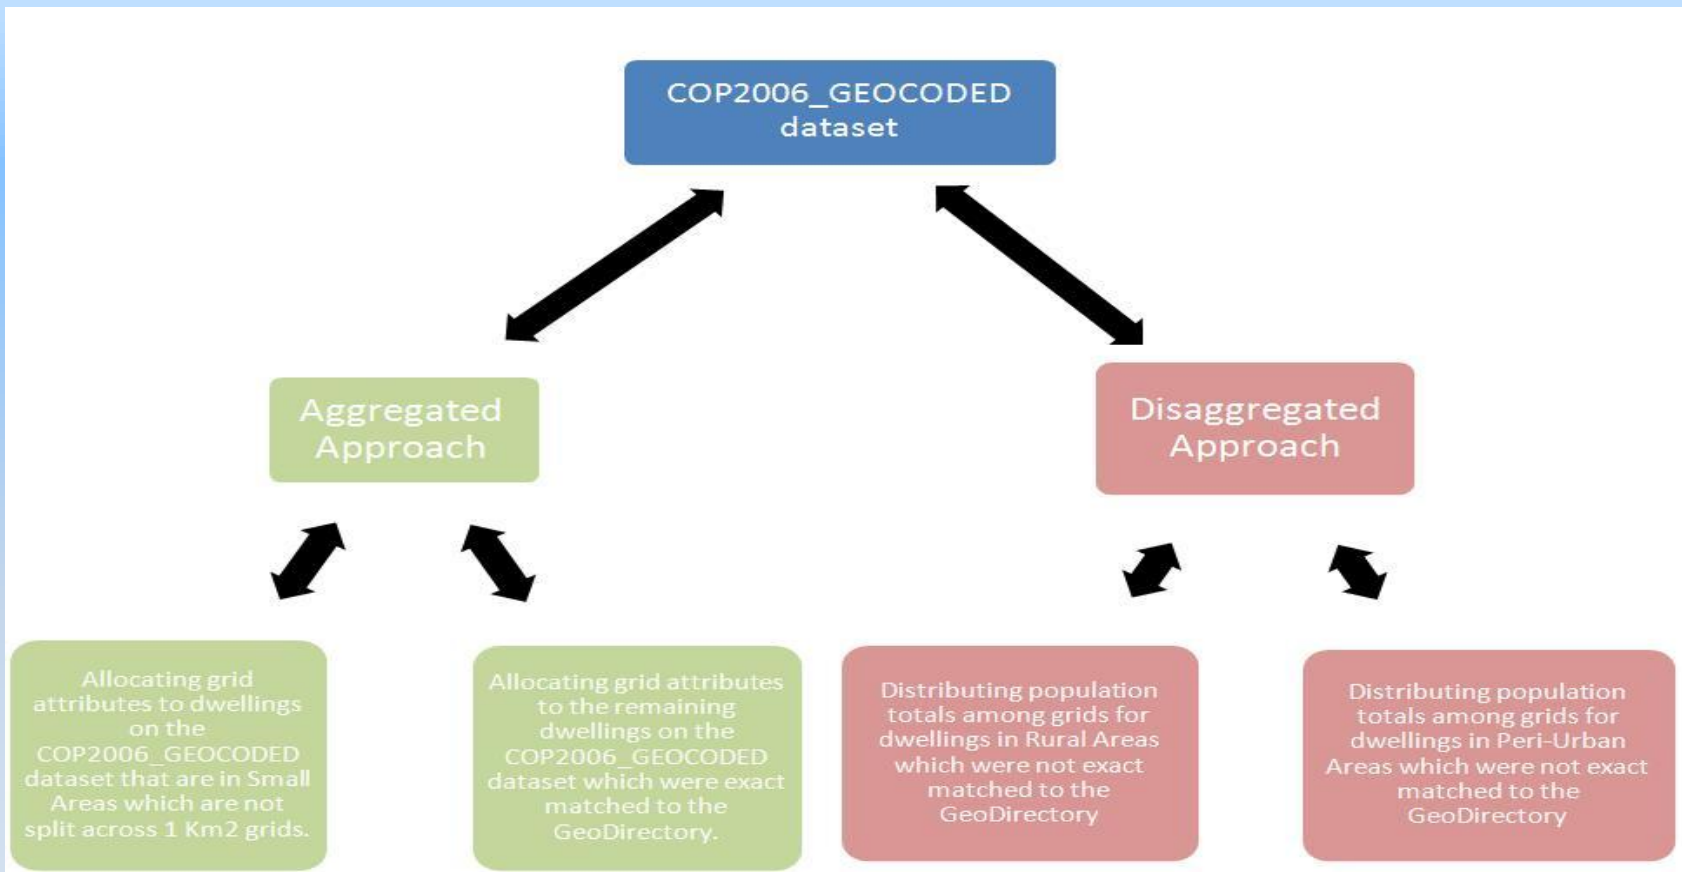 COP2006_GEOCODED
dataset
Aggregated
Approach
Disaggregated
Approach
Allocating grid
attributes to dwellings
on the
COP2006_GEOCODED
dataset that are in Small
Areas which are not
split across 1 Km2 grids.
Allocating grid attributes
to the remaining
dwellings on the
COP2006_GEOCODED
dataset which were exact
matched to the
GeoDirectory.
Distributing population
totals among grids for
dwellings in Rural Areas
which were not exact
matched to the
GeoDirectory
Distributing population
totals among grids for
dwellings in Peri-Urban
Areas which were not exact
matched to the
GeoDirectory